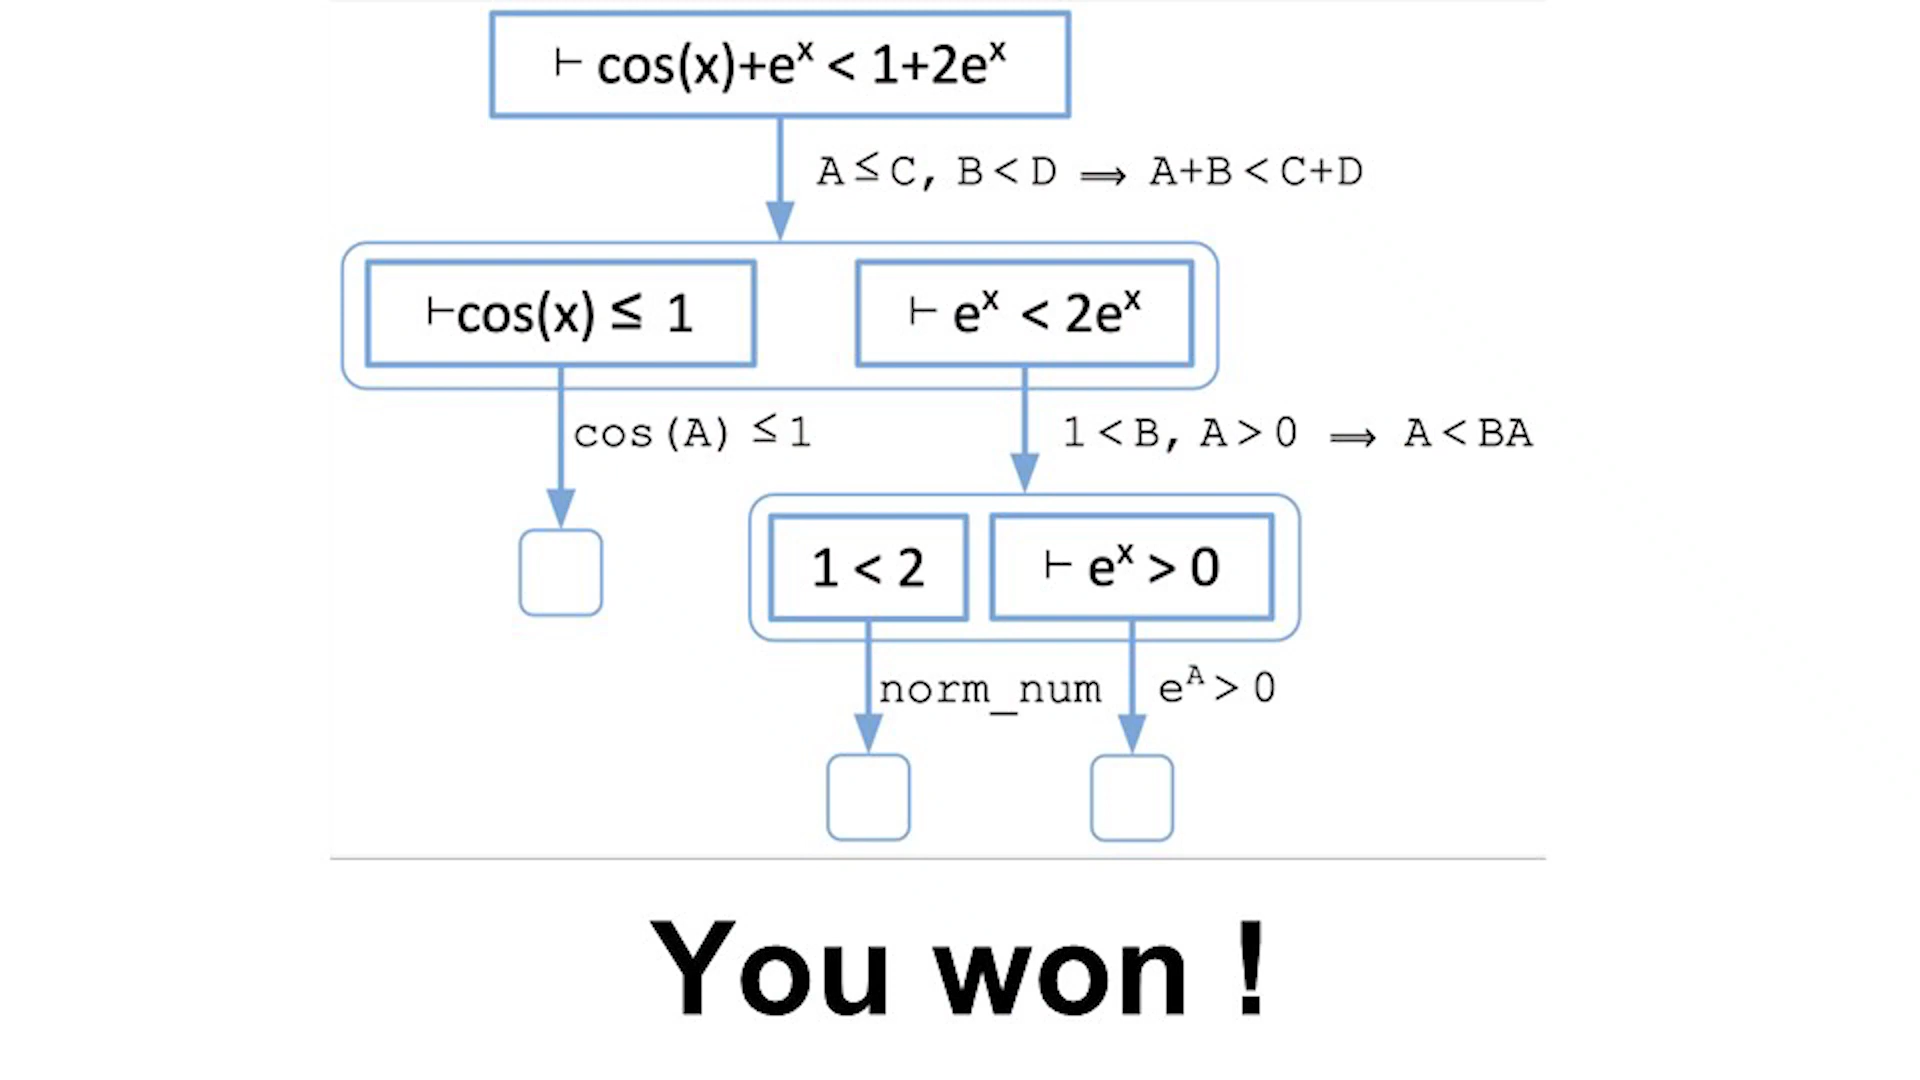 ⊢ cos(x)+eˣ < 1+2eˣ
A≤C, B<D ⟹ A+B<C+D
⊢cos(x) ≤ 1
⊢ eˣ < 2eˣ
cos(A) ≤1
1<B, A>0 ⟹ A<BA
1 < 2
⊢ eˣ > 0
norm_num
eᴬ>0
You won !